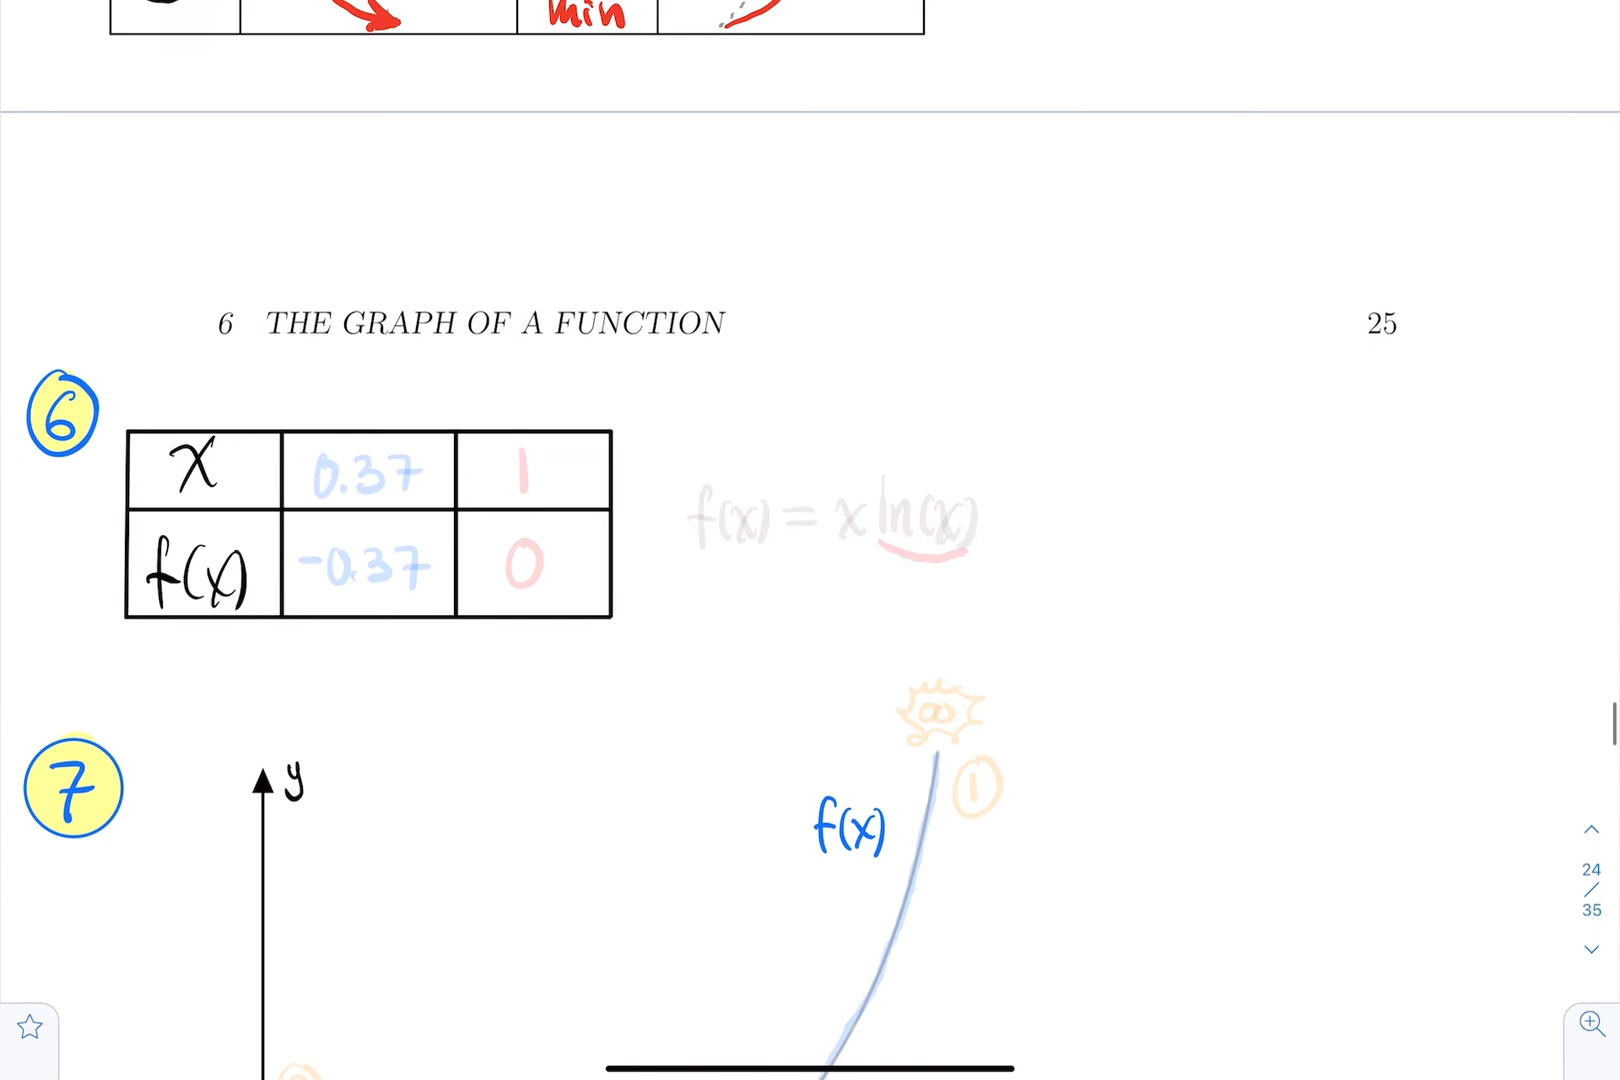 min
6 THE GRAPH OF A FUNCTION 25
6
x 0.37 1
f(x) -0.37 0
f(x) = x ln(x)
∞
1
7
y
f(x)
24
/
35